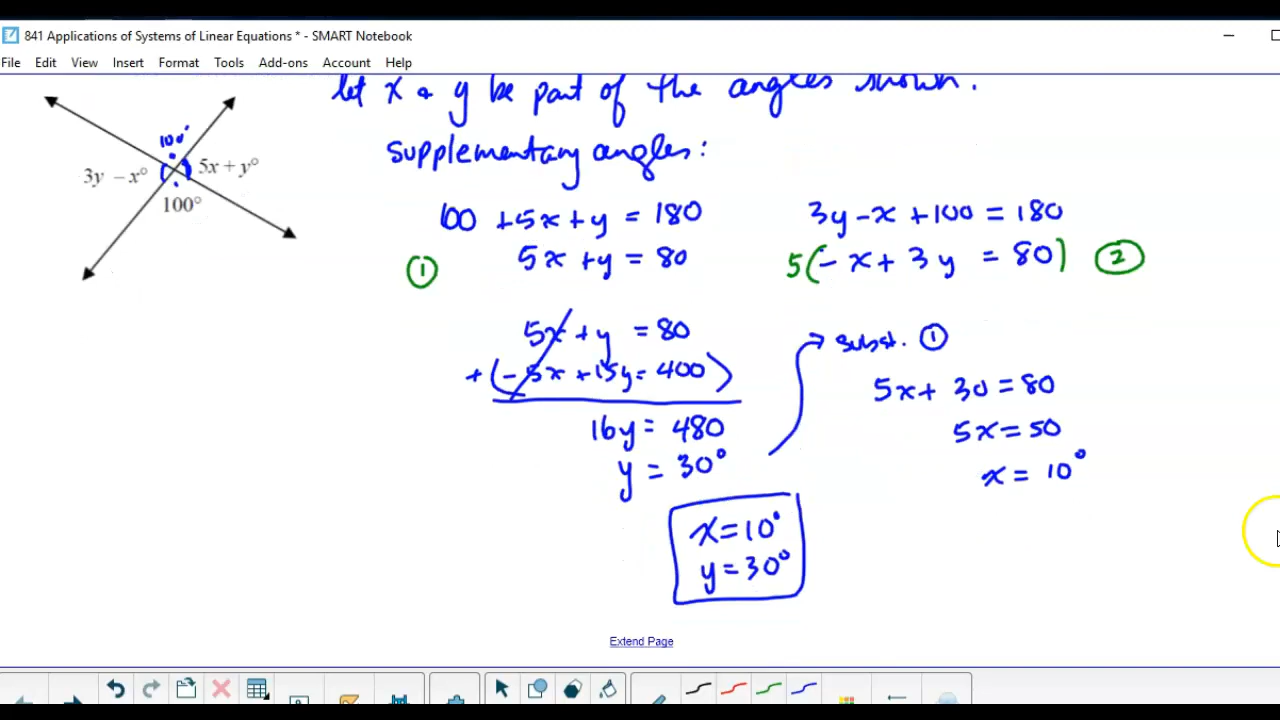 841 Applications of Systems of Linear Equations * - SMART Notebook
File Edit View Insert Format Tools Add-ons Account Help
let x & y be part of the angles shown.
100°
3y - x° 5x + y°
100°
supplementary angles:
100 + 5x + y = 180
① 5x + y = 80
3y - x + 100 = 180
5(- x + 3y = 80) ②
5x + y = 80
+ (- 5x + 15y = 400)
16y = 480
y = 30°
subst. ①
5x + 30 = 80
5x = 50
x = 10°
x = 10°
y = 30°
Extend Page